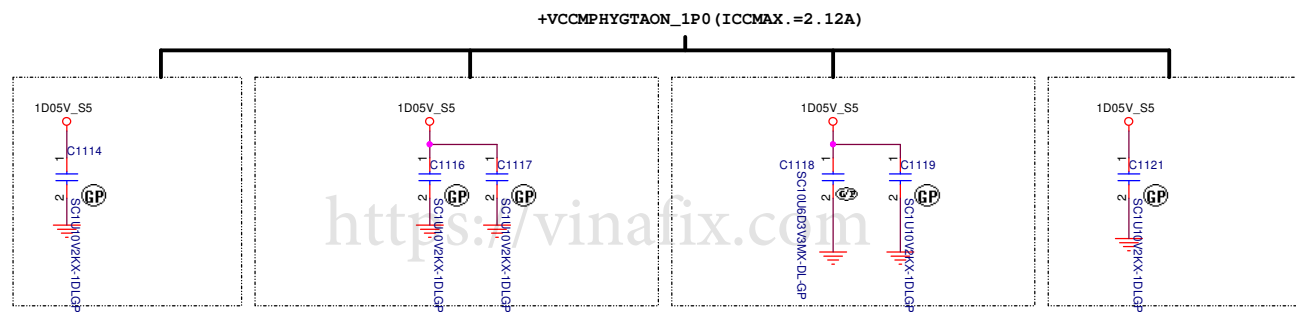 +VCCMPHYGTAON_1P0(ICCMAX.=2.12A)
1D05V_S5
C1114
1
2
GP
SC1U10V2KX-1DLGP
1D05V_S5
C1116
1
2
GP
SC1U10V2KX-1DLGP
C1117
1
2
GP
SC1U10V2KX-1DLGP
1D05V_S5
C1118
1
2
GP
SC10U6D3V3MX-DL-GP
C1119
1
2
GP
SC1U10V2KX-1DLGP
1D05V_S5
C1121
1
2
GP
SC1U10V2KX-1DLGP
https://vinafix.com